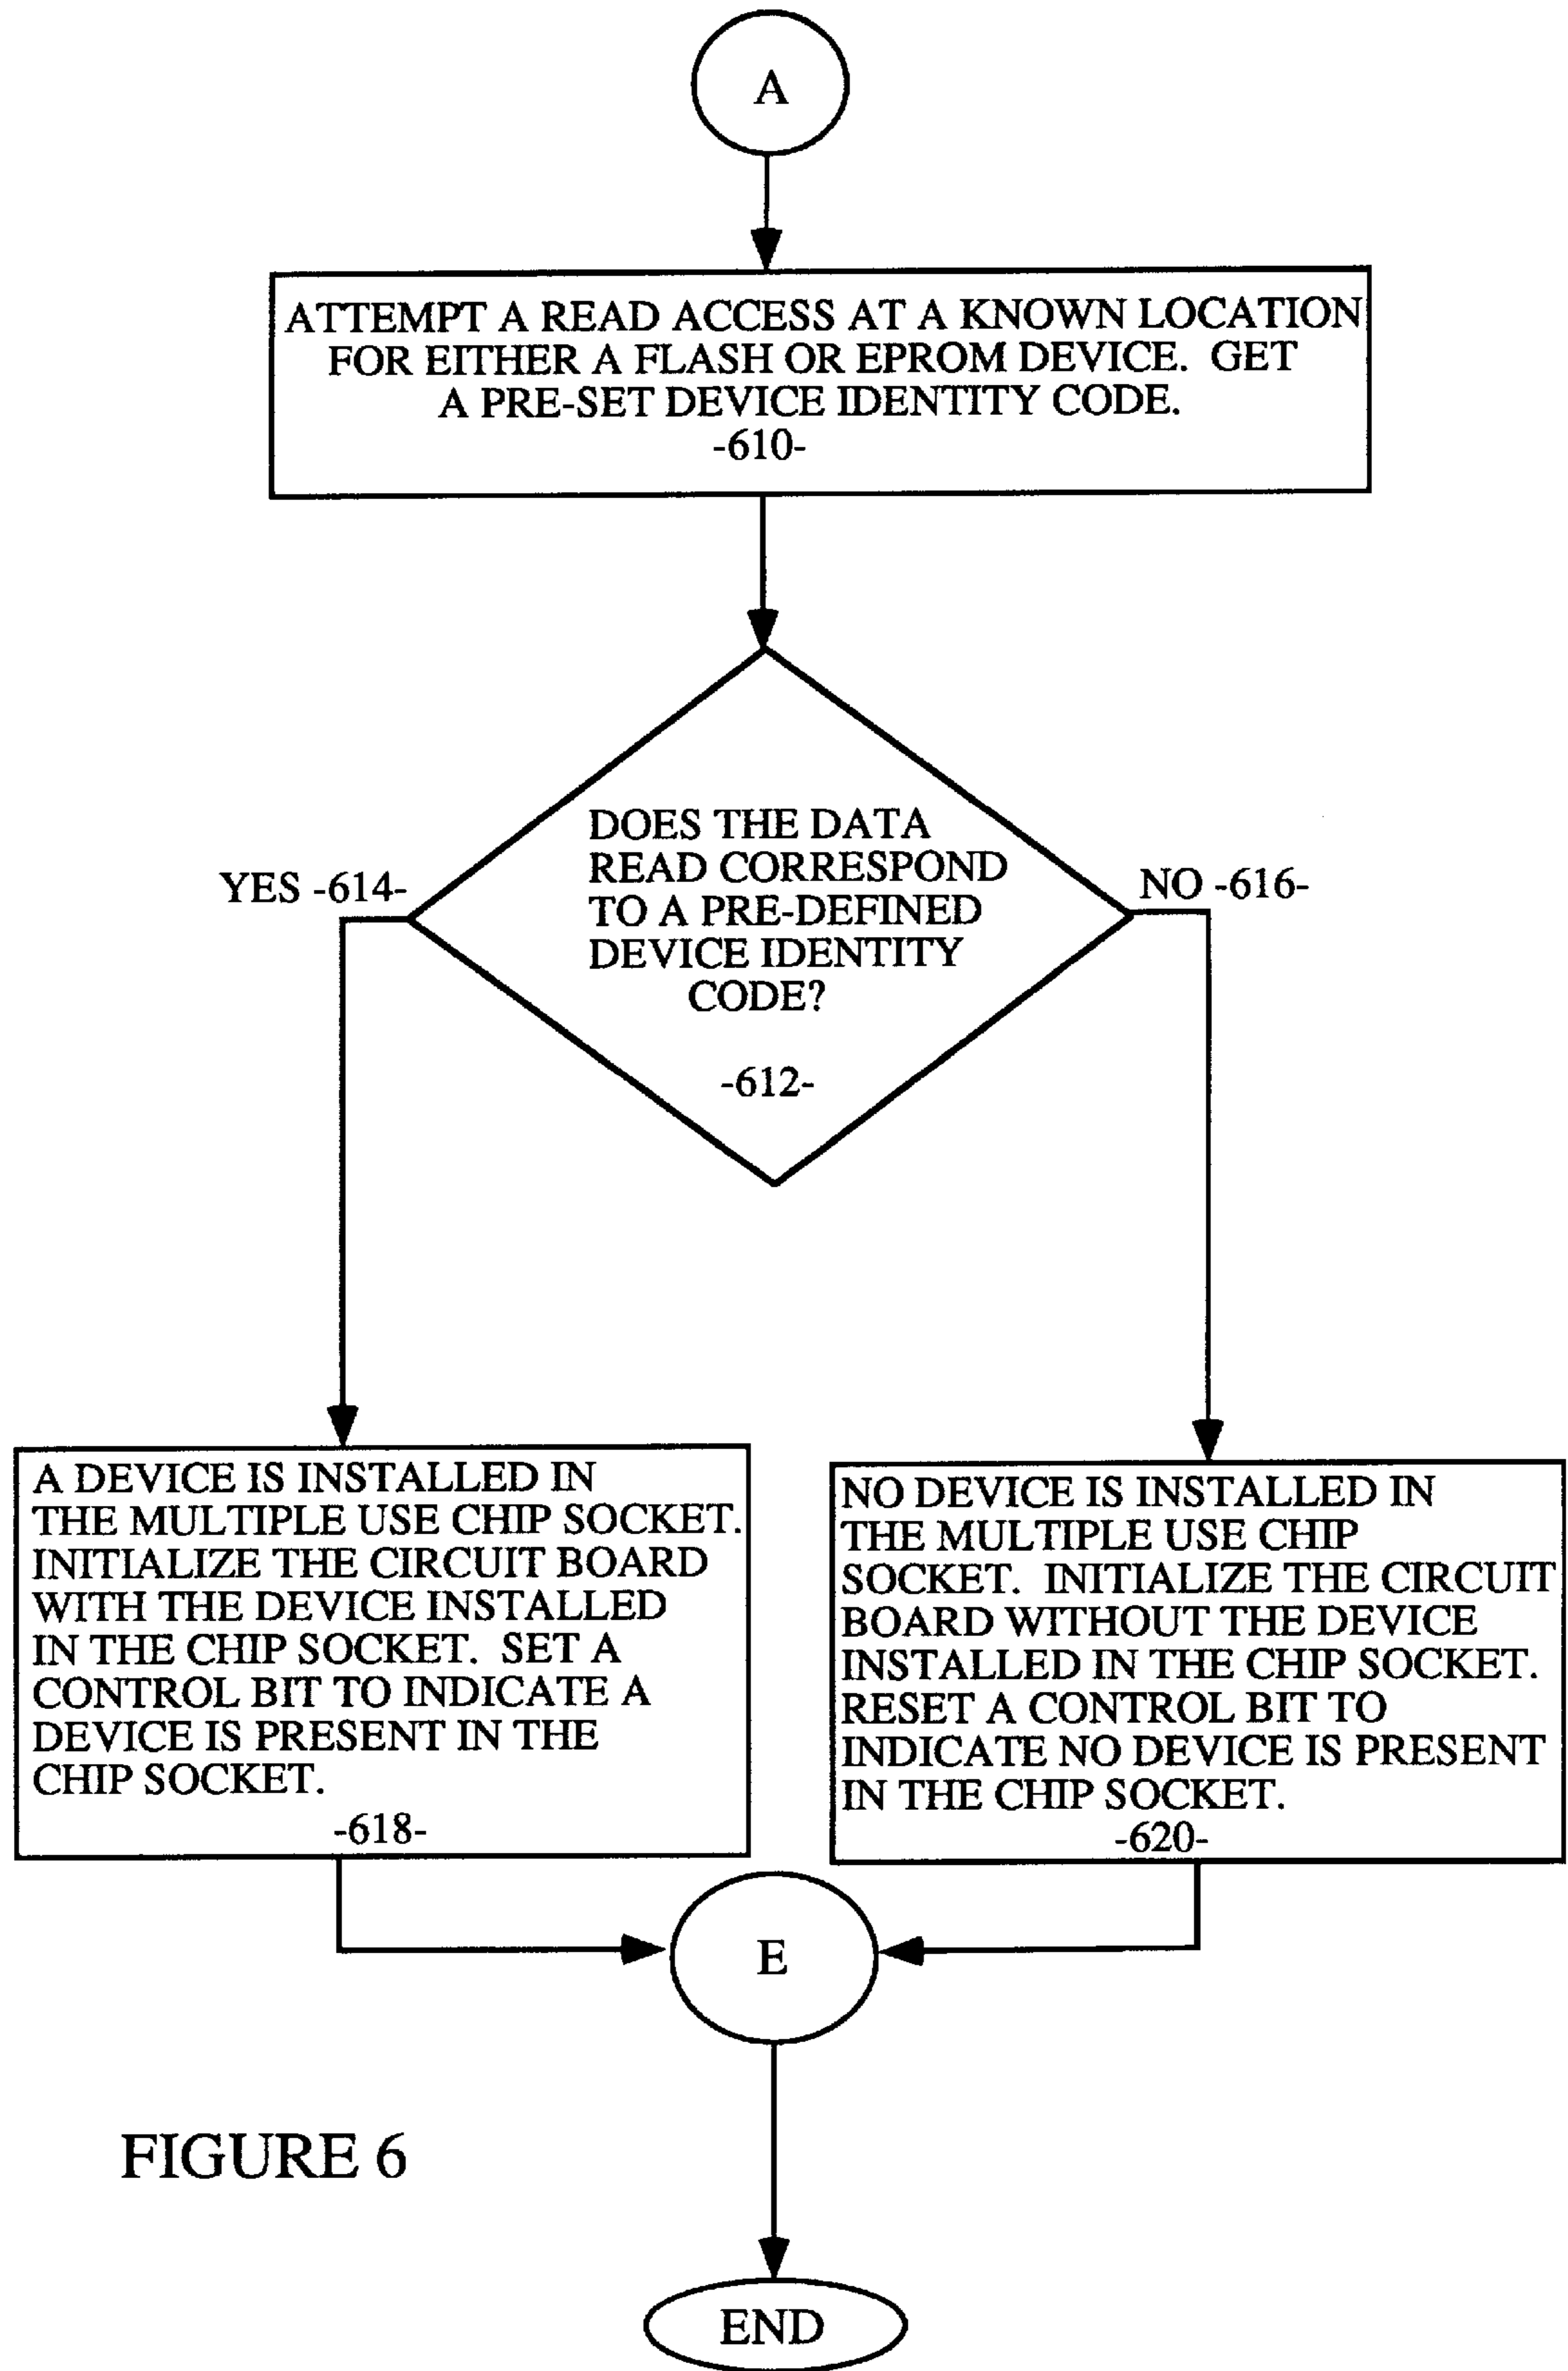 A
ATTEMPT A READ ACCESS AT A KNOWN LOCATION
FOR EITHER A FLASH OR EPROM DEVICE. GET
A PRE-SET DEVICE IDENTITY CODE.
-610-
DOES THE DATA
READ CORRESPOND
TO A PRE-DEFINED
DEVICE IDENTITY
CODE?
-612-
YES -614-
NO -616-
A DEVICE IS INSTALLED IN
THE MULTIPLE USE CHIP SOCKET.
INITIALIZE THE CIRCUIT BOARD
WITH THE DEVICE INSTALLED
IN THE CHIP SOCKET. SET A
CONTROL BIT TO INDICATE A
DEVICE IS PRESENT IN THE
CHIP SOCKET.
-618-
NO DEVICE IS INSTALLED IN
THE MULTIPLE USE CHIP
SOCKET. INITIALIZE THE CIRCUIT
BOARD WITHOUT THE DEVICE
INSTALLED IN THE CHIP SOCKET.
RESET A CONTROL BIT TO
INDICATE NO DEVICE IS PRESENT
IN THE CHIP SOCKET.
-620-
E
FIGURE 6
END